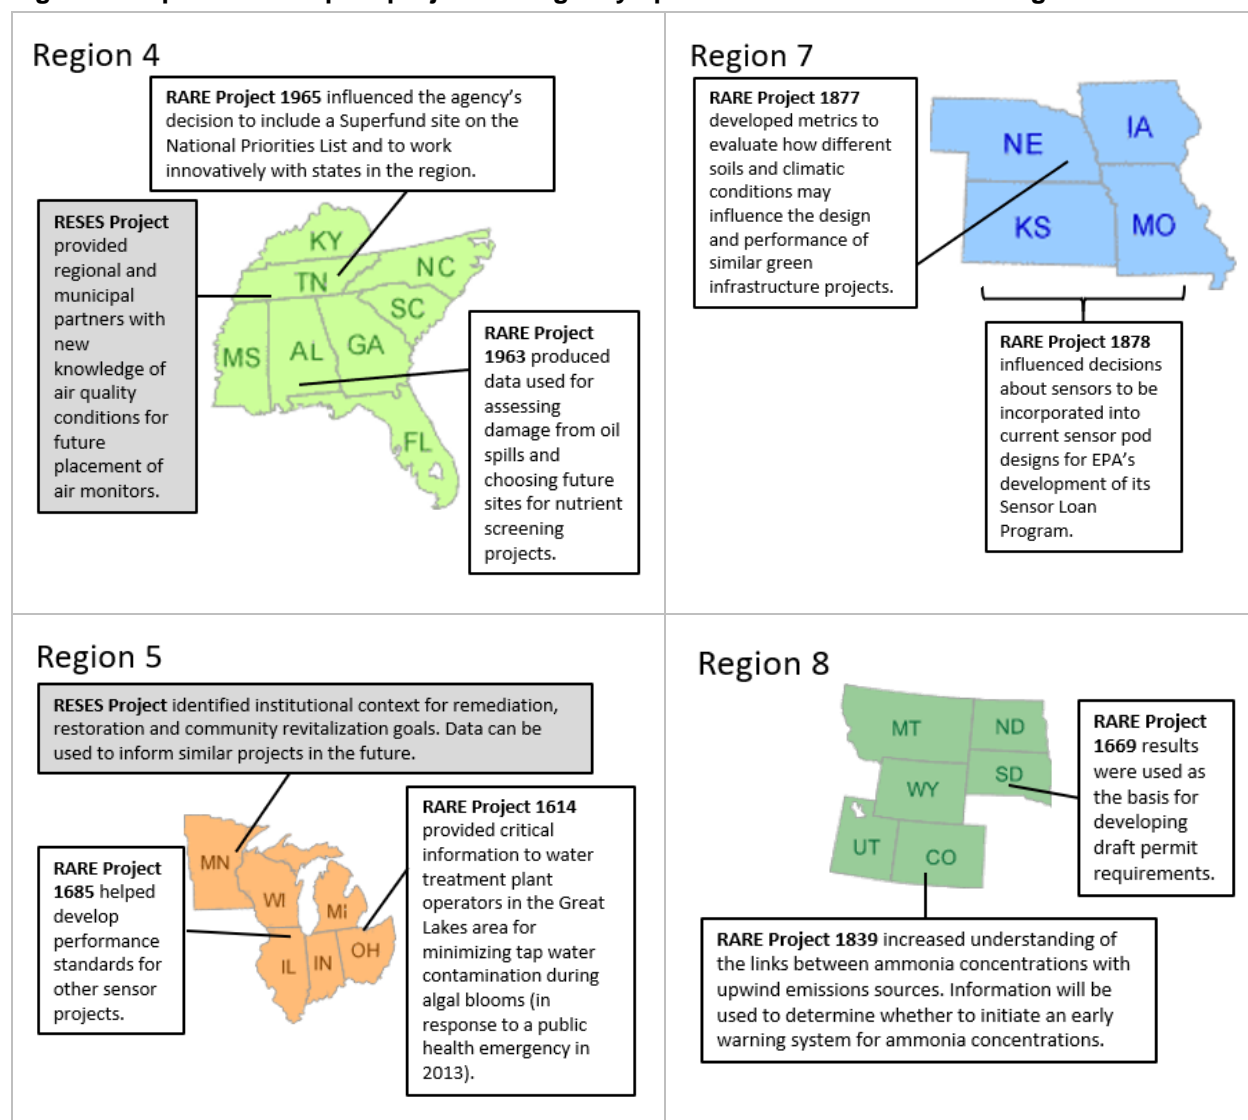 Region 4
RARE Project 1965 influenced the agency's
decision to include a Superfund site on the
National Priorities List and to work
innovatively with states in the region.
RESES Project
provided
regional and
municipal
partners with
new
knowledge of
air quality
conditions for
future
placement of
air monitors.
KY
TN
NC
SC
MS
AL
GA
FL
RARE Project
1963 produced
data used for
assessing
damage from oil
spills and
choosing future
sites for nutrient
screening
projects.
Region 7
RARE Project 1877
developed metrics to
evaluate how different
soils and climatic
conditions may
influence the design
and performance of
similar green
infrastructure projects.
NE
IA
KS
MO
RARE Project 1878
influenced decisions
about sensors to be
incorporated into
current sensor pod
designs for EPA's
development of its
Sensor Loan
Program.
Region 5
RESES Project identified institutional context for remediation,
restoration and community revitalization goals. Data can be
used to inform similar projects in the future.
RARE Project
1685 helped
develop
performance
standards for
other sensor
projects.
MN
WI
Mi
IL
IN
OH
RARE Project 1614
provided critical
information to water
treatment plant
operators in the Great
Lakes area for
minimizing tap water
contamination during
algal blooms (in
response to a public
health emergency in
2013).
Region 8
MT
ND
SD
WY
UT
CO
RARE Project
1669 results
were used as
the basis for
developing
draft permit
requirements.
RARE Project 1839 increased understanding of
the links between ammonia concentrations with
upwind emissions sources. Information will be
used to determine whether to initiate an early
warning system for ammonia concentrations.